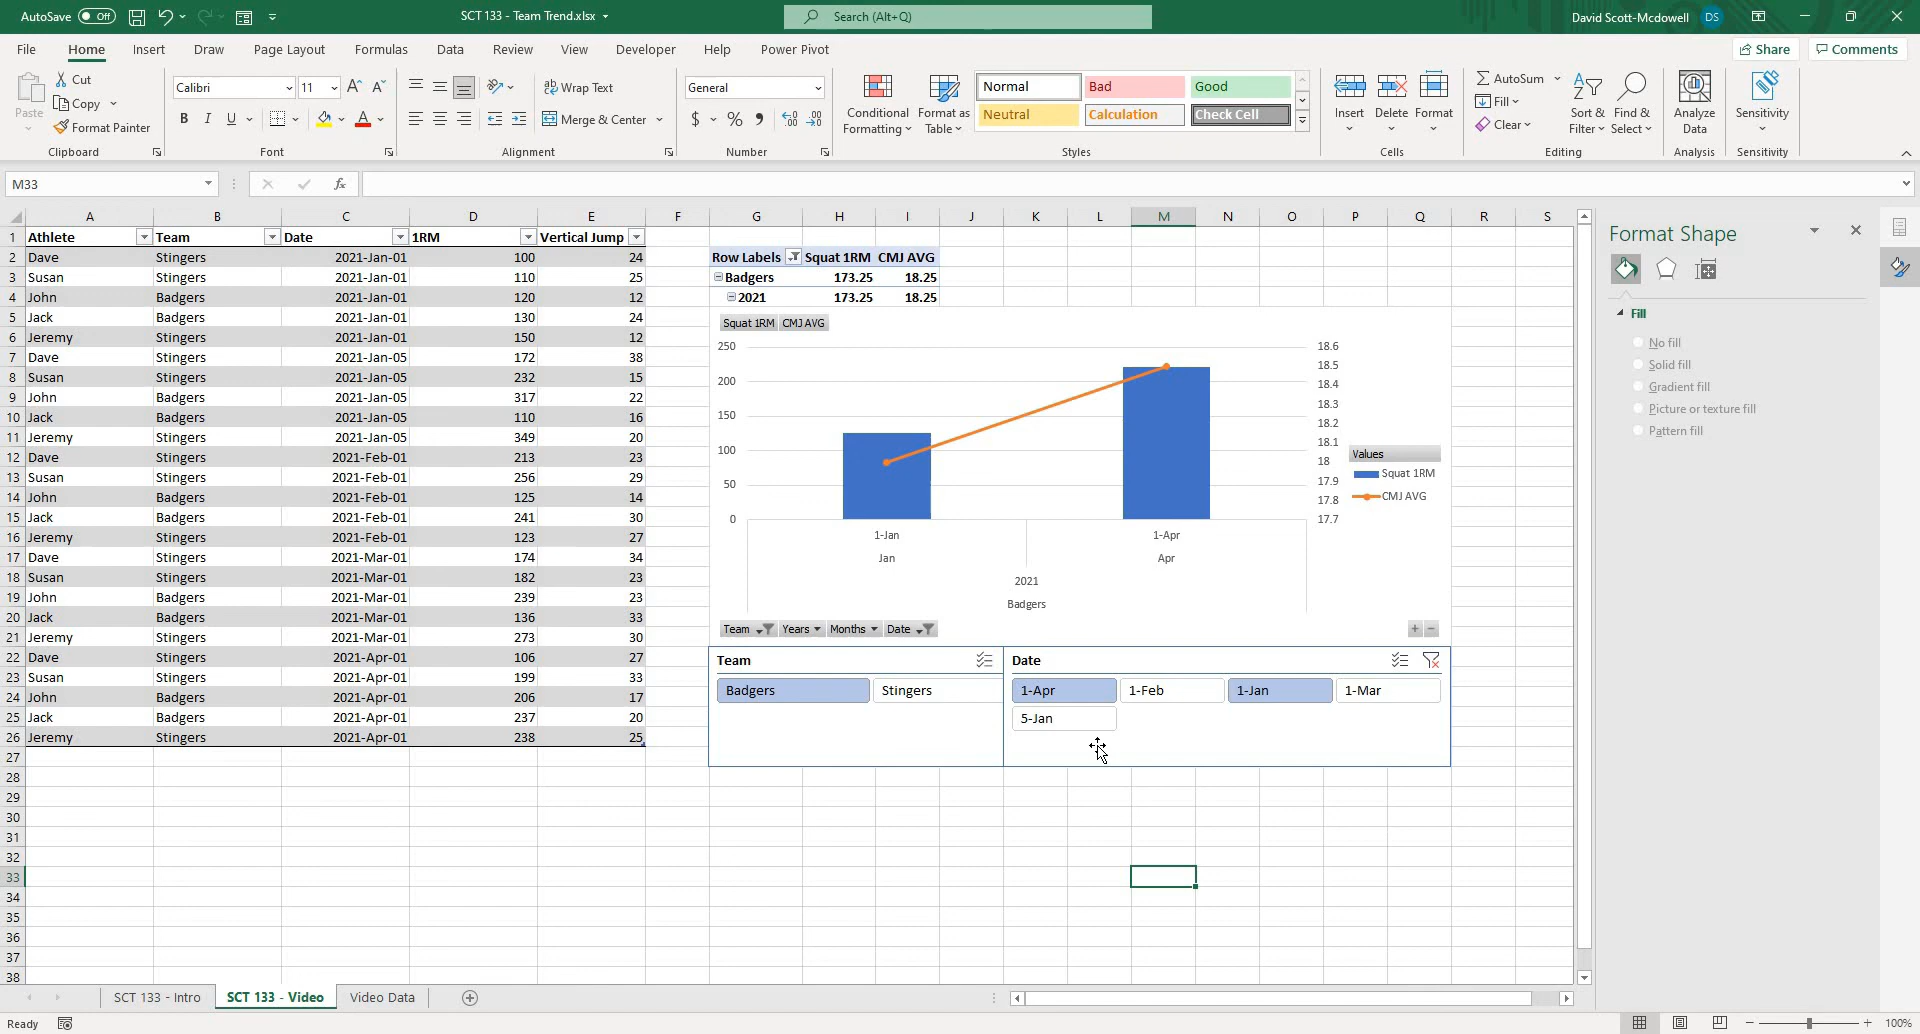 AutoSave Off SCT 133 - Team Trend.xlsx Search (Alt+Q) David Scott-Mcdowell DS
File Home Insert Draw Page Layout Formulas Data Review View Developer Help Power Pivot Share Comments
Paste Cut Copy Format Painter Clipboard
Calibri 11 B I U A A A Font
Wrap Text Merge & Center Alignment
General $ % Number
Conditional Formatting Format as Table
Normal Bad Good
Neutral Calculation Check Cell
Styles
Insert Delete Format Cells
AutoSum Fill Clear Sort & Filter Find & Select Editing
Analyze Data Analysis
Sensitivity Sensitivity
M33 fx
A B C D E F G H I J K L M N O P Q R S
1 Athlete Team Date 1RM Vertical Jump
2 Dave Stingers 2021-Jan-01 100 24
3 Susan Stingers 2021-Jan-01 110 25
4 John Badgers 2021-Jan-01 120 12
5 Jack Badgers 2021-Jan-01 130 24
6 Jeremy Stingers 2021-Jan-01 150 12
7 Dave Stingers 2021-Jan-05 172 38
8 Susan Stingers 2021-Jan-05 232 15
9 John Badgers 2021-Jan-05 317 22
10 Jack Badgers 2021-Jan-05 110 16
11 Jeremy Stingers 2021-Jan-05 349 20
12 Dave Stingers 2021-Feb-01 213 23
13 Susan Stingers 2021-Feb-01 256 29
14 John Badgers 2021-Feb-01 125 14
15 Jack Badgers 2021-Feb-01 241 30
16 Jeremy Stingers 2021-Feb-01 123 27
17 Dave Stingers 2021-Mar-01 174 34
18 Susan Stingers 2021-Mar-01 182 23
19 John Badgers 2021-Mar-01 239 23
20 Jack Badgers 2021-Mar-01 136 33
21 Jeremy Stingers 2021-Mar-01 273 30
22 Dave Stingers 2021-Apr-01 106 27
23 Susan Stingers 2021-Apr-01 199 33
24 John Badgers 2021-Apr-01 206 17
25 Jack Badgers 2021-Apr-01 237 20
26 Jeremy Stingers 2021-Apr-01 238 25
27
28
29
30
31
32
33
34
35
36
37
38
Row Labels Squat 1RM CMJ AVG
Badgers 173.25 18.25
2021 173.25 18.25
Squat 1RM CMJ AVG
250
200
150
100
50
0
18.6
18.5
18.4
18.3
18.2
18.1
18
17.9
17.8
17.7
Values
Squat 1RM
CMJ AVG
1-Jan 1-Apr
Jan Apr
2021
Badgers
Team Years Months Date + −
Team
Badgers Stingers
Date
1-Apr 1-Feb 1-Jan 1-Mar
5-Jan
Format Shape
Fill
No fill
Solid fill
Gradient fill
Picture or texture fill
Pattern fill
SCT 133 - Intro SCT 133 - Video Video Data
Ready 100%